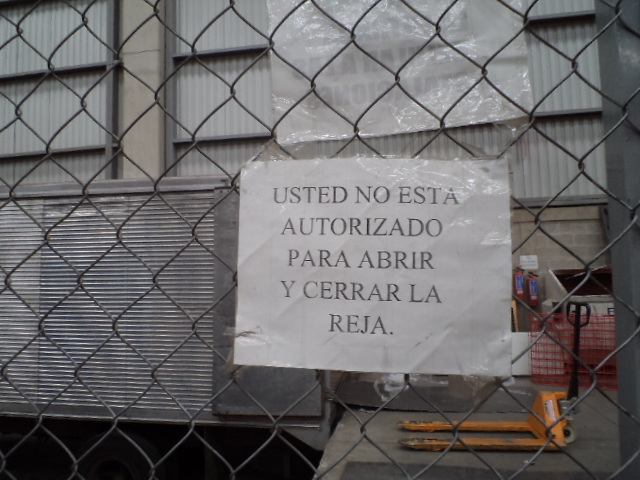 USTED NO ESTA
AUTORIZADO
PARA ABRIR
Y CERRAR LA
REJA.